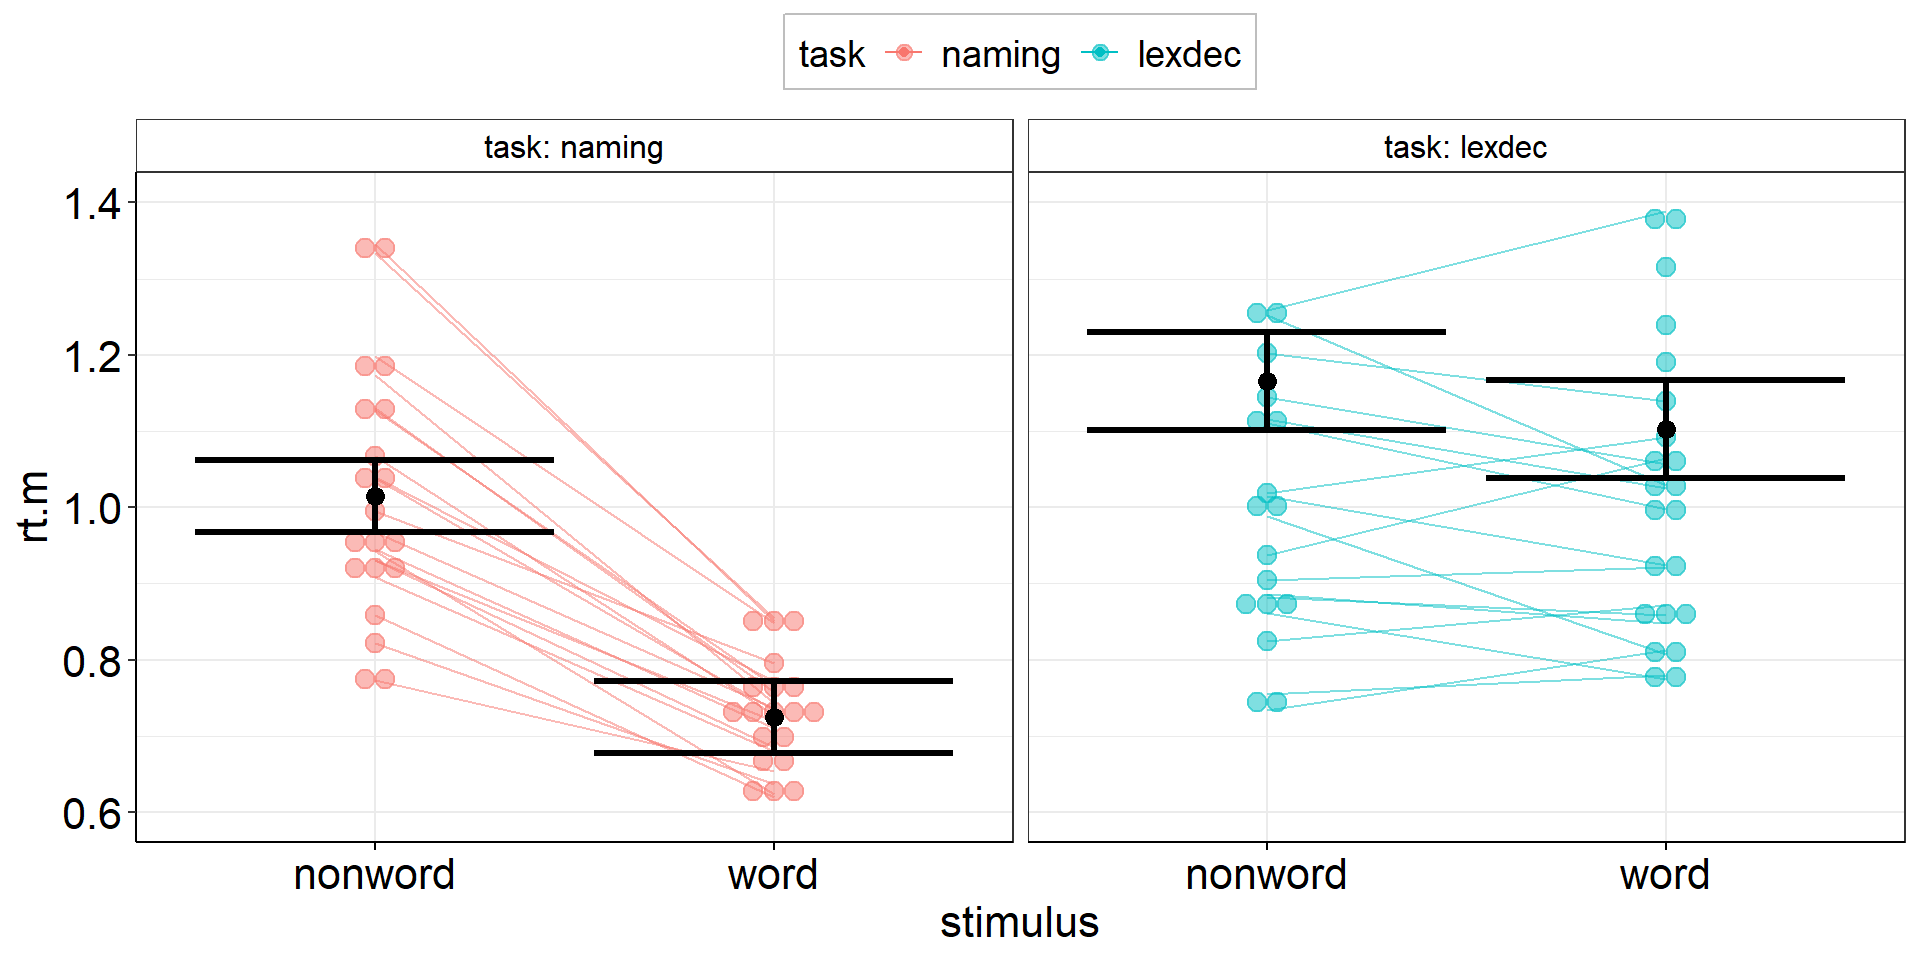 task naming lexdec
task: naming
task: lexdec
1.4
1.2
1.0
0.8
0.6
rt.m
nonword word nonword word
stimulus